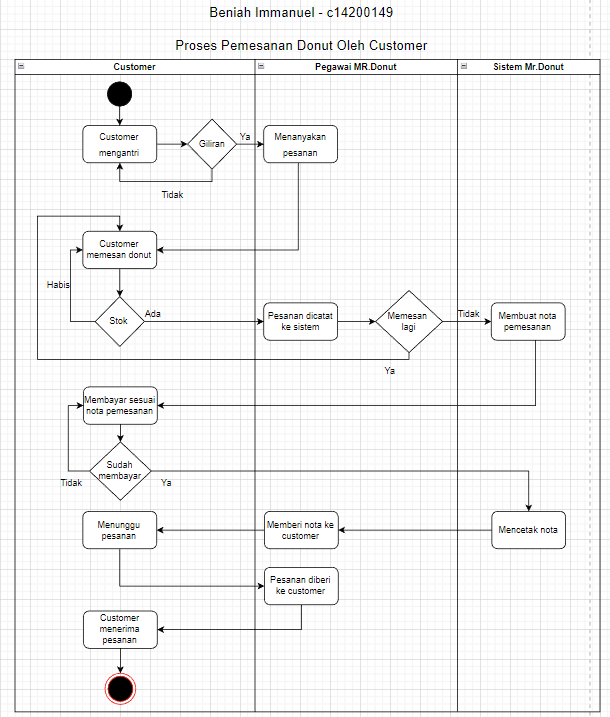 Beniah Immanuel - c14200149
Proses Pemesanan Donut Oleh Customer
Customer
Pegawai MR.Donut
Sistem Mr.Donut
Customer
mengantri
Giliran
Ya
Menanyakan
pesanan
Tidak
Customer
memesan donut
Habis
Stok
Ada
Pesanan dicatat
ke sistem
Memesan
lagi
Tidak
Membuat nota
pemesanan
Ya
Membayar sesuai
nota pemesanan
Sudah
membayar
Tidak
Ya
Menunggu
pesanan
Memberi nota ke
customer
Mencetak nota
Pesanan diberi
ke customer
Customer
menerima
pesanan